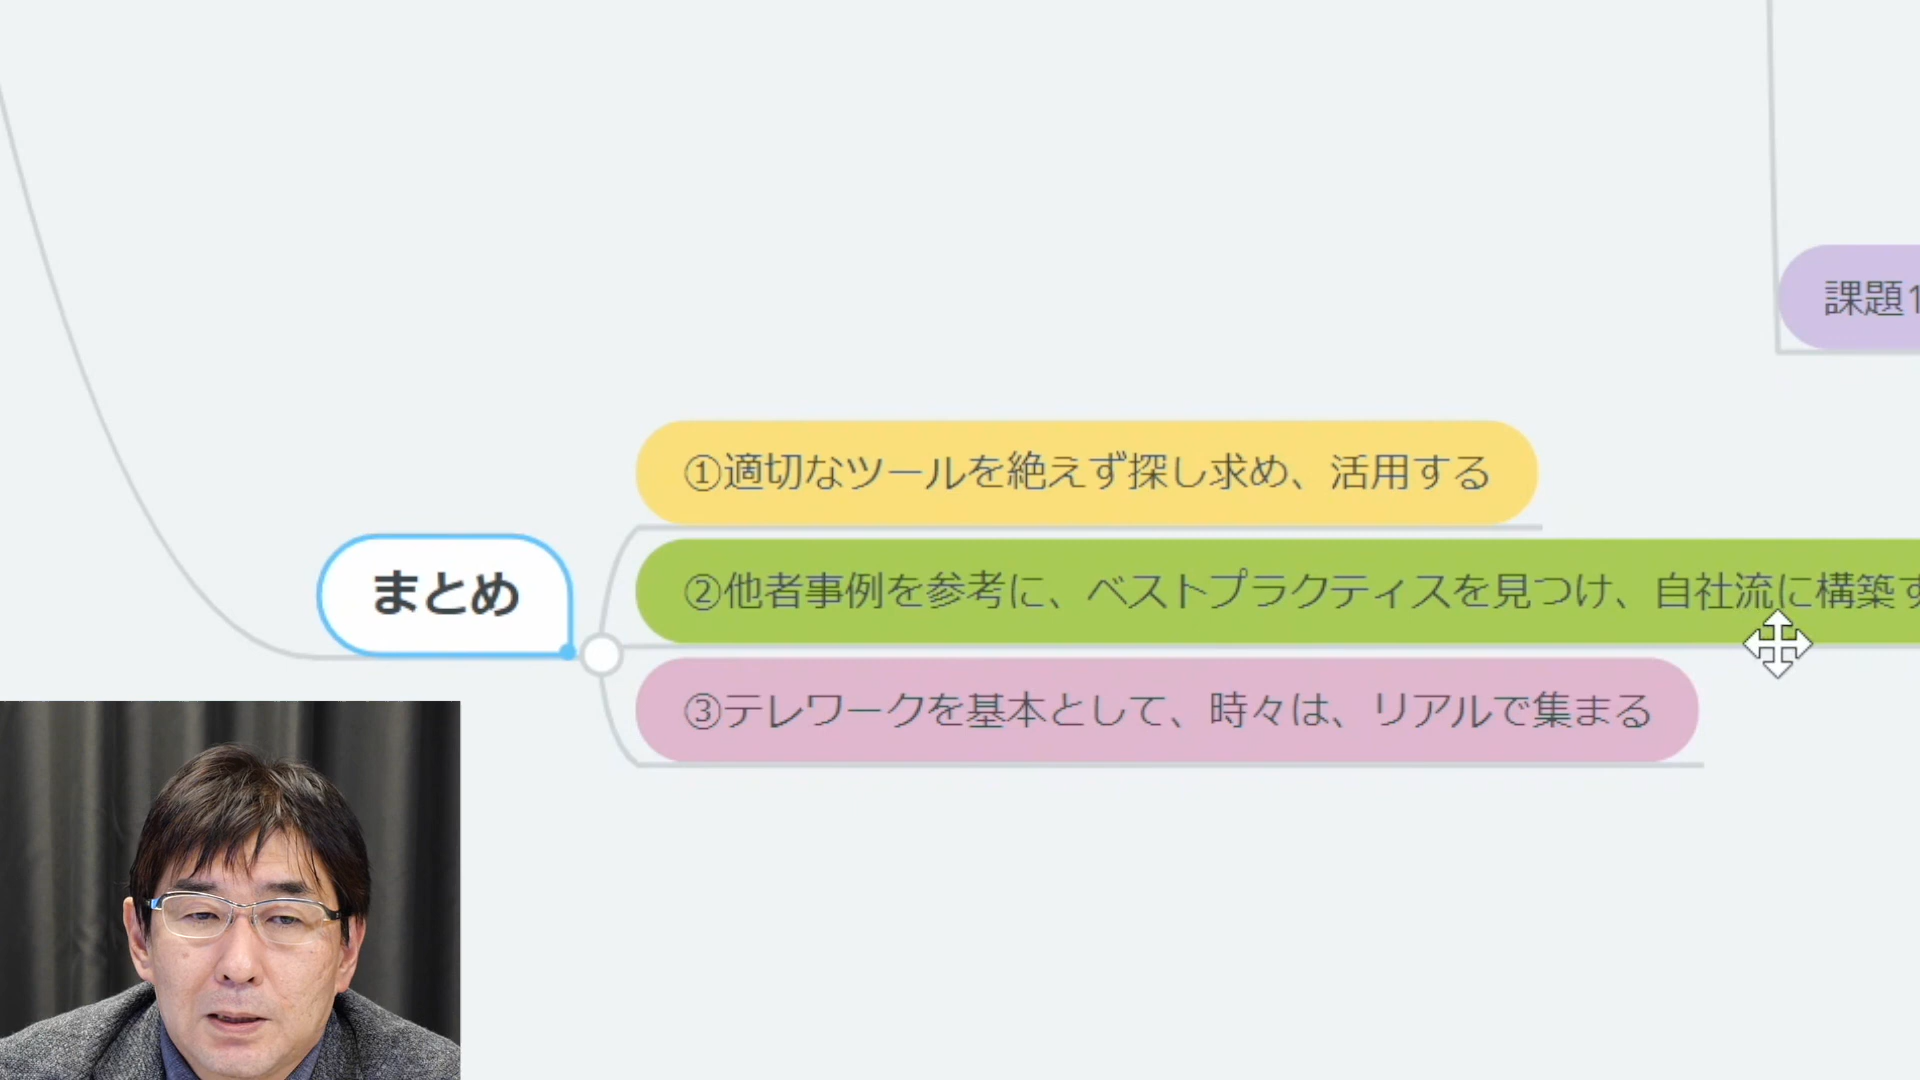 課題1
①適切なツールを絶えず探し求め、活用する
まとめ
②他者事例を参考に、ベストプラクティスを見つけ、自社流に構築す
③テレワークを基本として、時々は、リアルで集まる